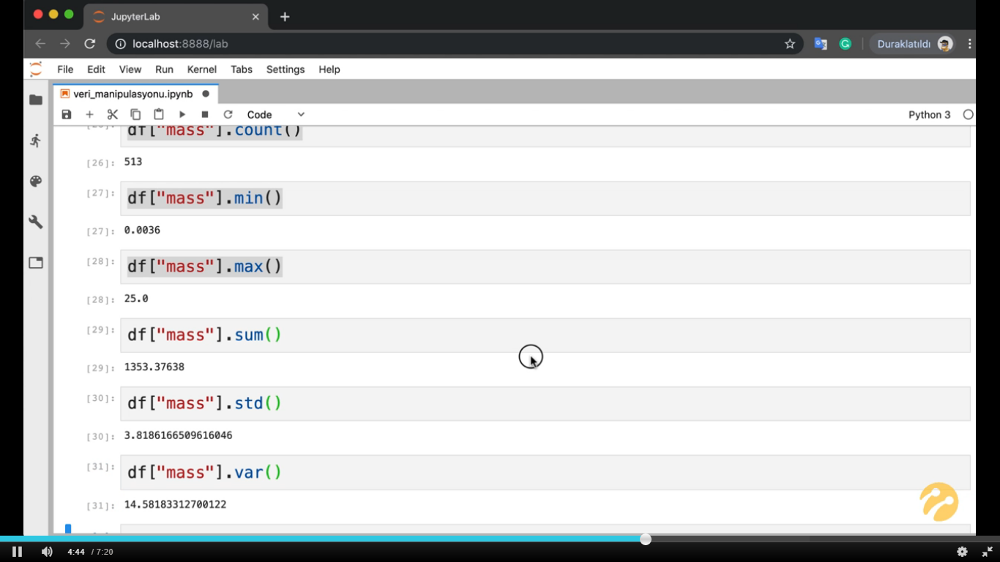 JupyterLab
localhost:8888/lab
Duraklatıldı
File Edit View Run Kernel Tabs Settings Help
veri_manipulasyonu.ipynb
Code
Python 3
df["mass"].count()
[26]: 513
[27]: df["mass"].min()
[27]: 0.0036
[28]: df["mass"].max()
[28]: 25.0
[29]: df["mass"].sum()
[29]: 1353.37638
[30]: df["mass"].std()
[30]: 3.8186166509616046
[31]: df["mass"].var()
[31]: 14.58183312700122
4:44 / 7:20